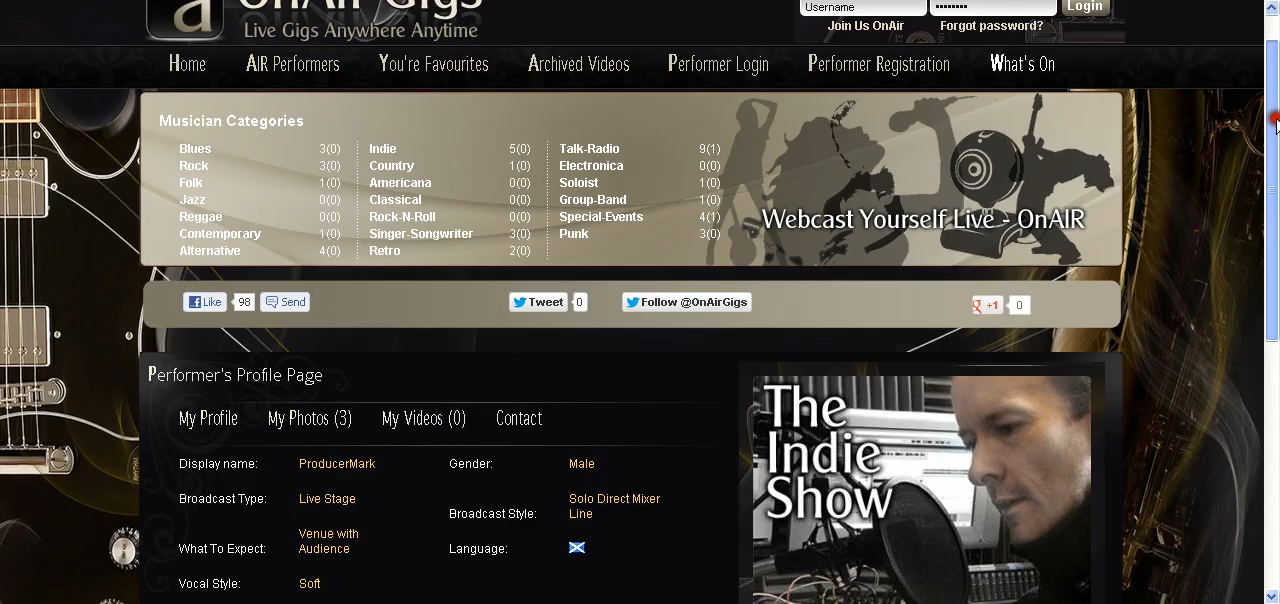 OnAir Gigs
Live Gigs Anywhere Anytime
Username
••••••••
Login
Join Us OnAir
Forgot password?
Home
AIR Performers
You're Favourites
Archived Videos
Performer Login
Performer Registration
What's On
Musician Categories
Blues 3(0)
Rock 3(0)
Folk 1(0)
Jazz 0(0)
Reggae 0(0)
Contemporary 1(0)
Alternative 4(0)
Indie 5(0)
Country 1(0)
Americana 0(0)
Classical 0(0)
Rock-N-Roll 0(0)
Singer-Songwriter 3(0)
Retro 2(0)
Talk-Radio 9(1)
Electronica 0(0)
Soloist 1(0)
Group-Band 1(0)
Special-Events 4(1)
Punk 3(0)
Webcast Yourself Live - OnAIR
Like 98 Send
Tweet 0
Follow @OnAirGigs
+1 0
Performer's Profile Page
My Profile
My Photos (3)
My Videos (0)
Contact
Display name: ProducerMark
Gender: Male
Broadcast Type: Live Stage
Broadcast Style: Solo Direct Mixer
Line
What To Expect: Venue with
Audience
Language:
Vocal Style: Soft
The
Indie
Show